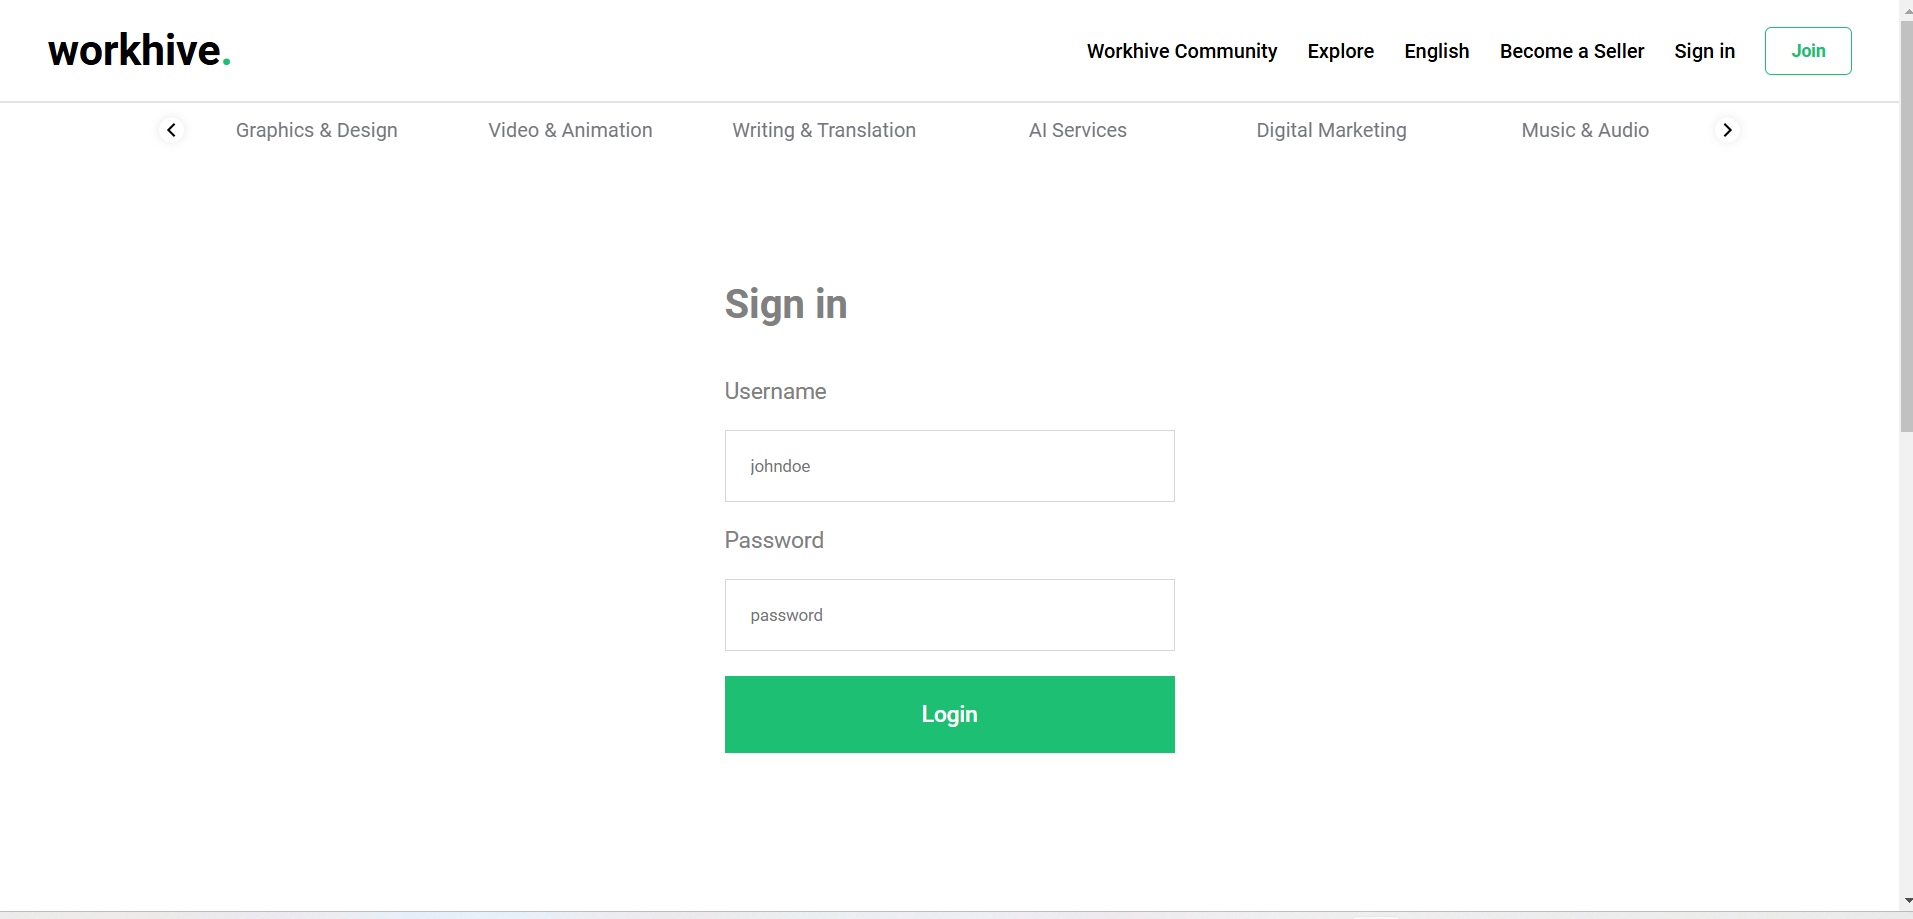 workhive.
Workhive Community Explore English Become a Seller Sign in Join
Graphics & Design Video & Animation Writing & Translation AI Services Digital Marketing Music & Audio
Sign in
Username
johndoe
Password
password
Login